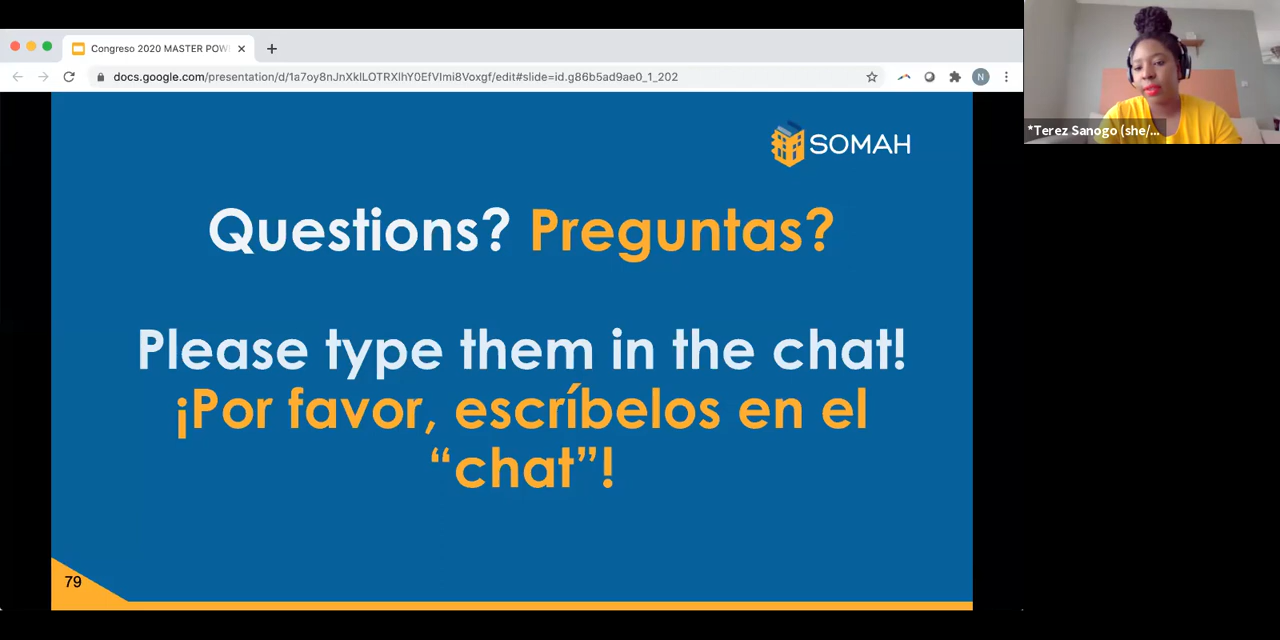 Congreso 2020 MASTER POW
docs.google.com/presentation/d/1a7oy8nJnXklLOTRXlhY0EfVlmi8Voxgf/edit#slide=id.g86b5ad9ae0_1_202
N
*Terez Sanogo (she/...
SOMAH
Questions? Preguntas?
Please type them in the chat!
¡Por favor, escríbelos en el
“chat”!
79